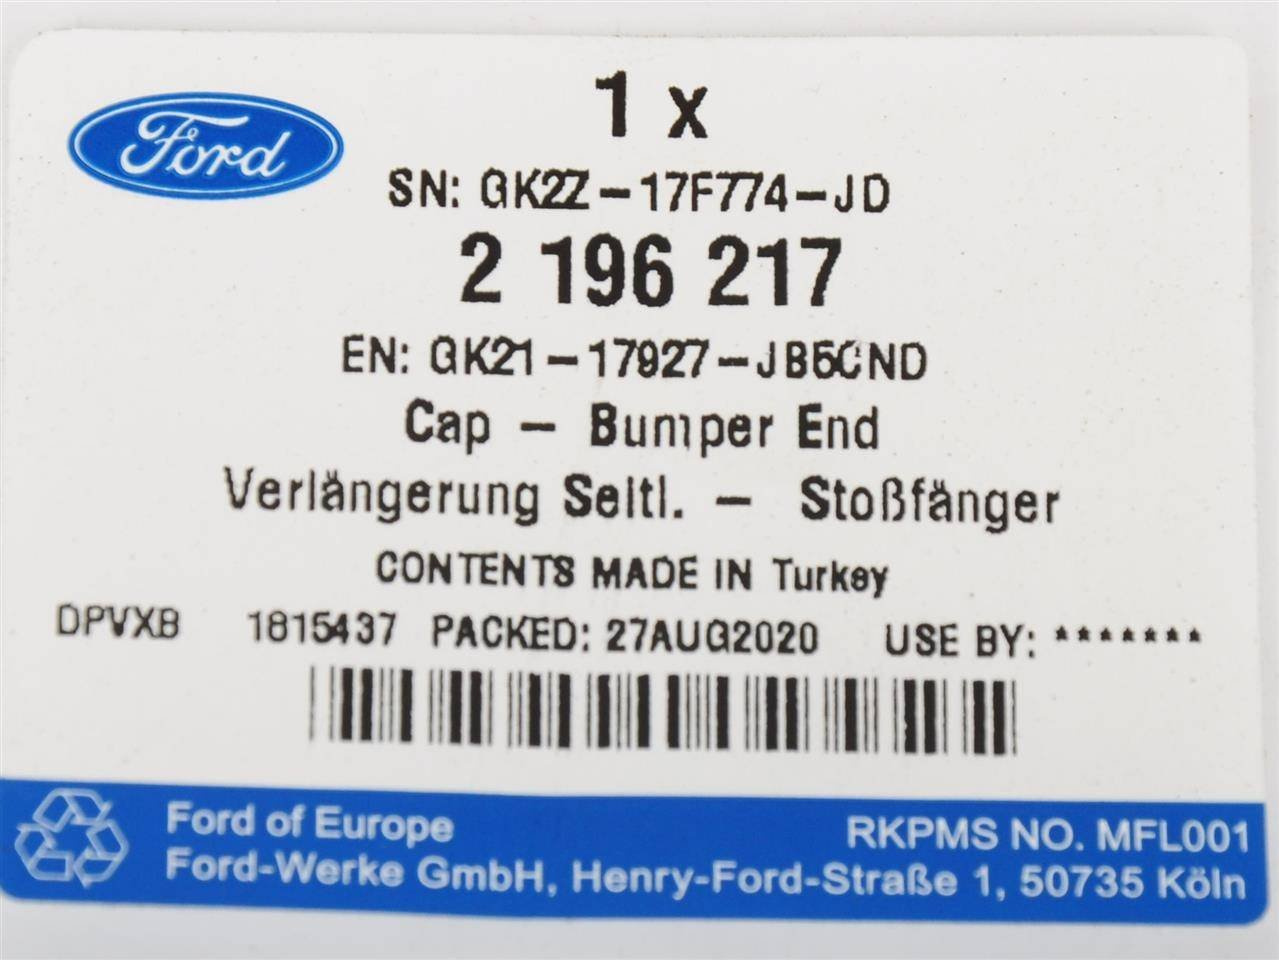 Ford
1 x
SN: GK2Z-17F774-JD
2 196 217
EN: GK21-17927-JB5CND
Cap - Bumper End
Verlängerung Seitl. - Stoßfänger
CONTENTS MADE IN Turkey
DPVXB 1815437 PACKED: 27AUG2020 USE BY: *******
Ford of Europe RKPMS NO. MFL001
Ford-Werke GmbH, Henry-Ford-Straße 1, 50735 Köln